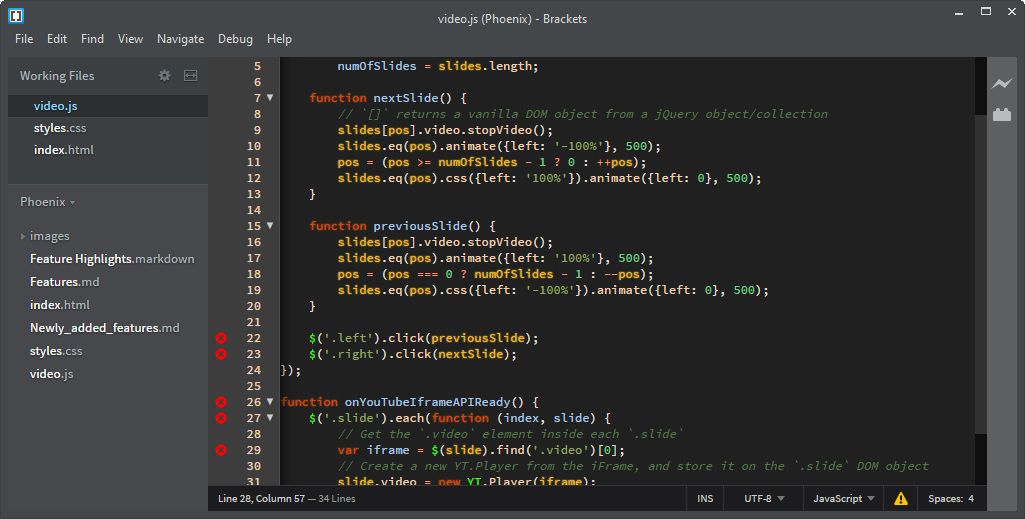 video.js (Phoenix) - Brackets
File Edit Find View Navigate Debug Help
Working Files
video.js
styles.css
index.html
Phoenix
images
Feature Highlights.markdown
Features.md
index.html
Newly_added_features.md
styles.css
video.js
5         numOfSlides = slides.length;
6
7     function nextSlide() {
8         // `[]` returns a vanilla DOM object from a jQuery object/collection
9         slides[pos].video.stopVideo();
10         slides.eq(pos).animate({left: '-100%'}, 500);
11         pos = (pos >= numOfSlides - 1 ? 0 : ++pos);
12         slides.eq(pos).css({left: '100%'}).animate({left: 0}, 500);
13     }
14
15     function previousSlide() {
16         slides[pos].video.stopVideo();
17         slides.eq(pos).animate({left: '100%'}, 500);
18         pos = (pos === 0 ? numOfSlides - 1 : --pos);
19         slides.eq(pos).css({left: '-100%'}).animate({left: 0}, 500);
20     }
21
22     $('.left').click(previousSlide);
23     $('.right').click(nextSlide);
24 });
25
26 function onYouTubeIframeAPIReady() {
27     $('.slide').each(function (index, slide) {
28         // Get the `.video` element inside each `.slide`
29         var iframe = $(slide).find('.video')[0];
30         // Create a new YT.Player from the iFrame, and store it on the `.slide` DOM object
31         slide.video = new YT.Player(iframe);
Line 28, Column 57 — 34 Lines INS UTF-8 JavaScript Spaces: 4